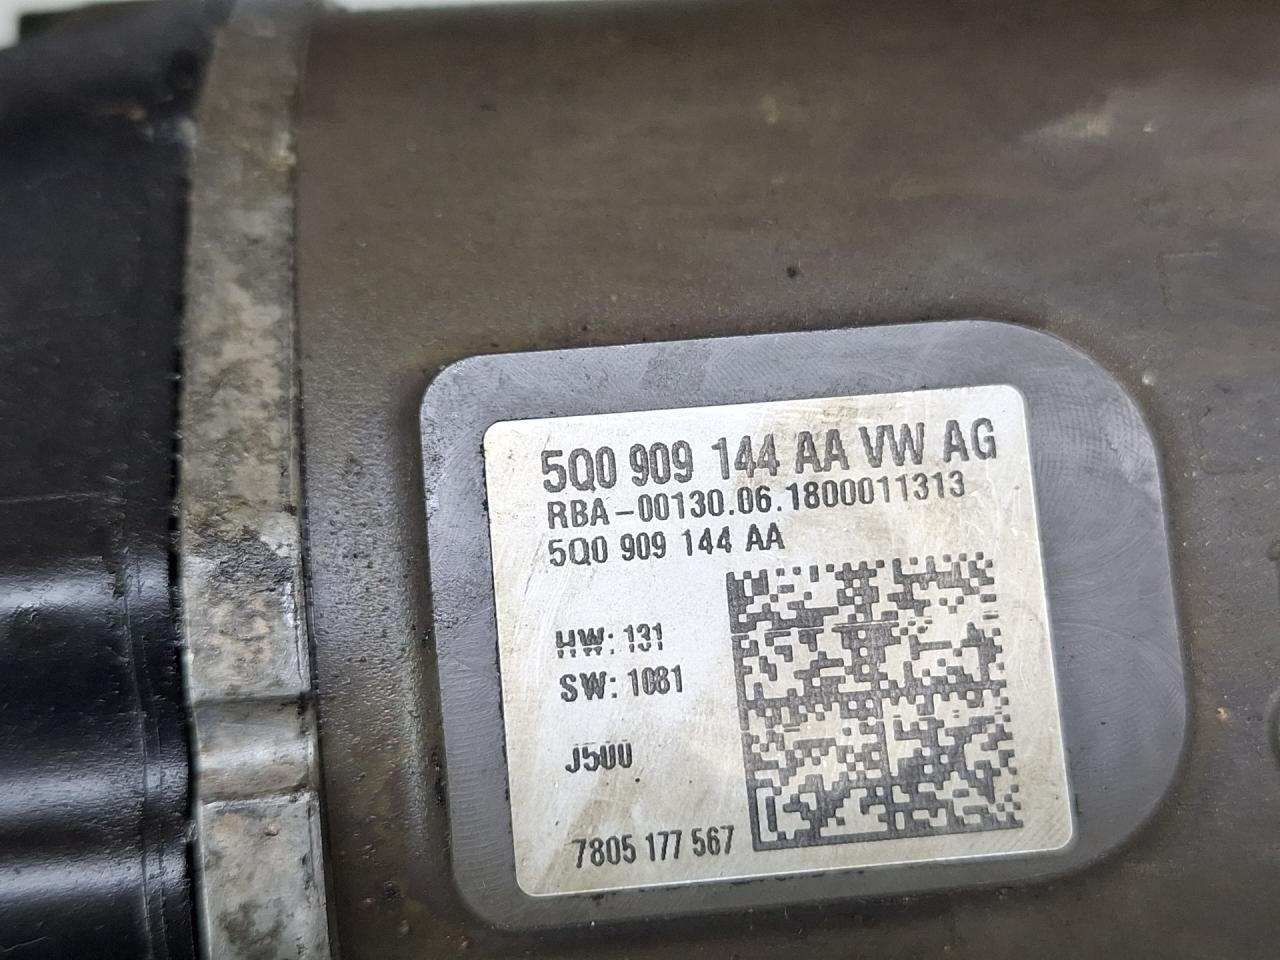 5Q0 909 144 AA VW AG
RBA-00130.06.1800011313
5Q0 909 144 AA
HW: 131
SW: 1081
J500
7805 177 567